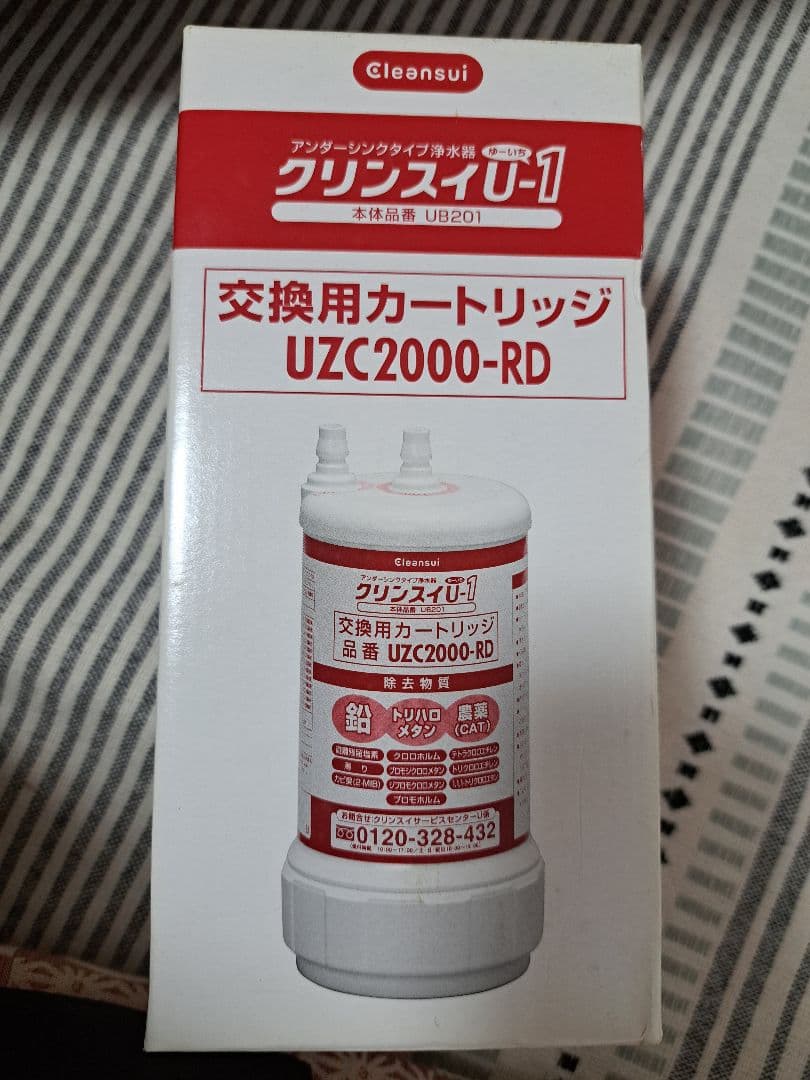 Cleansui
アンダーシンクタイプ浄水器 ゆーいち
クリンスイU-1
本体品番 UB201
交換用カートリッジ
UZC2000-RD
Cleansui
アンダーシンクタイプ浄水器 ゆーいち
クリンスイU-1
本体品番 UB201
交換用カートリッジ
品番 UZC2000-RD
除去物質
鉛 トリハロメタン 農薬(CAT)
遊離残留塩素 クロロホルム テトラクロロエチレン
濁り ブロモジクロロメタン トリクロロエチレン
カビ臭(2-MIB) ジブロモクロロメタン 1,1,1-トリクロロエタン
ブロモホルム
お問合せ:クリンスイサービスセンターU係
0120-328-432